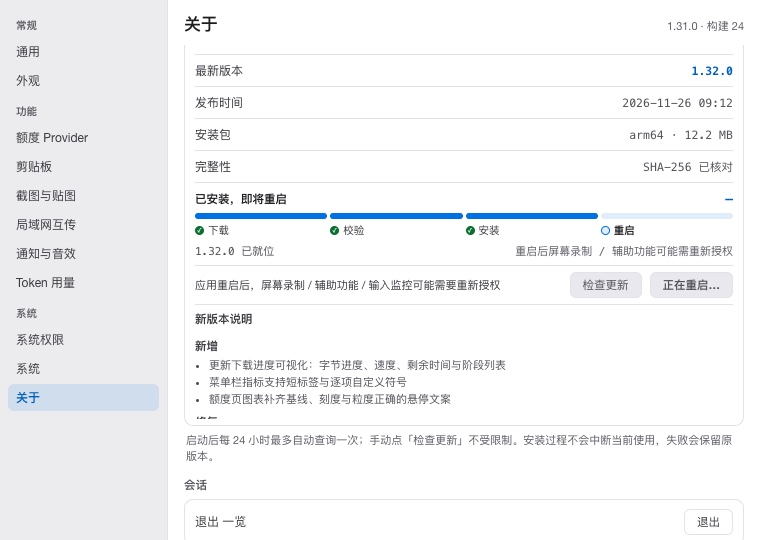 常规
通用
外观
功能
额度 Provider
剪贴板
截图与贴图
局域网互传
通知与音效
Token 用量
系统
系统权限
系统
关于
关于
1.31.0 · 构建 24
最新版本 1.32.0
发布时间 2026-11-26 09:12
安装包 arm64 · 12.2 MB
完整性 SHA-256 已核对
已安装，即将重启 —
下载 校验 安装 重启
1.32.0 已就位 重启后屏幕录制 / 辅助功能可能需重新授权
应用重启后，屏幕录制 / 辅助功能 / 输入监控可能需要重新授权 检查更新 正在重启…
新版本说明
新增
• 更新下载进度可视化：字节进度、速度、剩余时间与阶段列表
• 菜单栏指标支持短标签与逐项自定义符号
• 额度页图表补齐基线、刻度与粒度正确的悬停文案
启动后每 24 小时最多自动查询一次；手动点「检查更新」不受限制。安装过程不会中断当前使用，失败会保留原
版本。
会话
退出 一览 退出